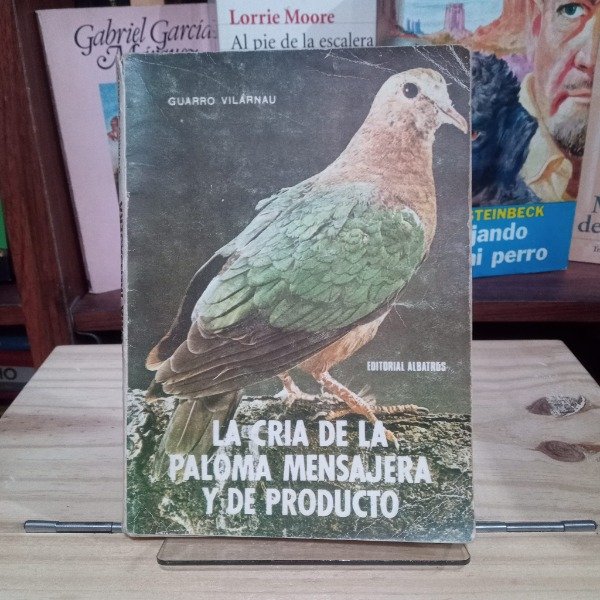 Gabriel García
Lorrie Moore
Al pie de la escalera
GUARRO VILARNAU
STEINBECK
jando
i perro
EDITORIAL ALBATROS
LA CRIA DE LA
PALOMA MENSAJERA
Y DE PRODUCTO